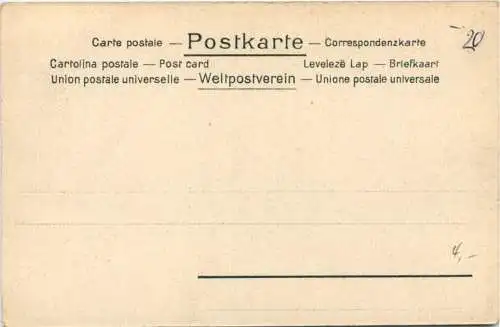 20
Carte postale — Postkarte — Correspondenzkarte
Cartolina postale — Post card Levelezě Lap — Briefkaart
Union postale universelle — Weltpostverein — Unione postale universale
4,-